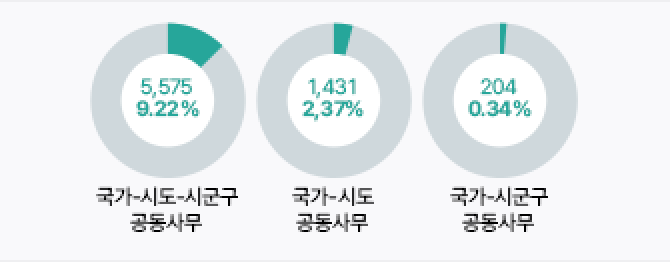 5,575
9.22%
국가-시도-시군구
공동사무
1,431
2,37%
국가-시도
공동사무
204
0.34%
국가-시군구
공동사무